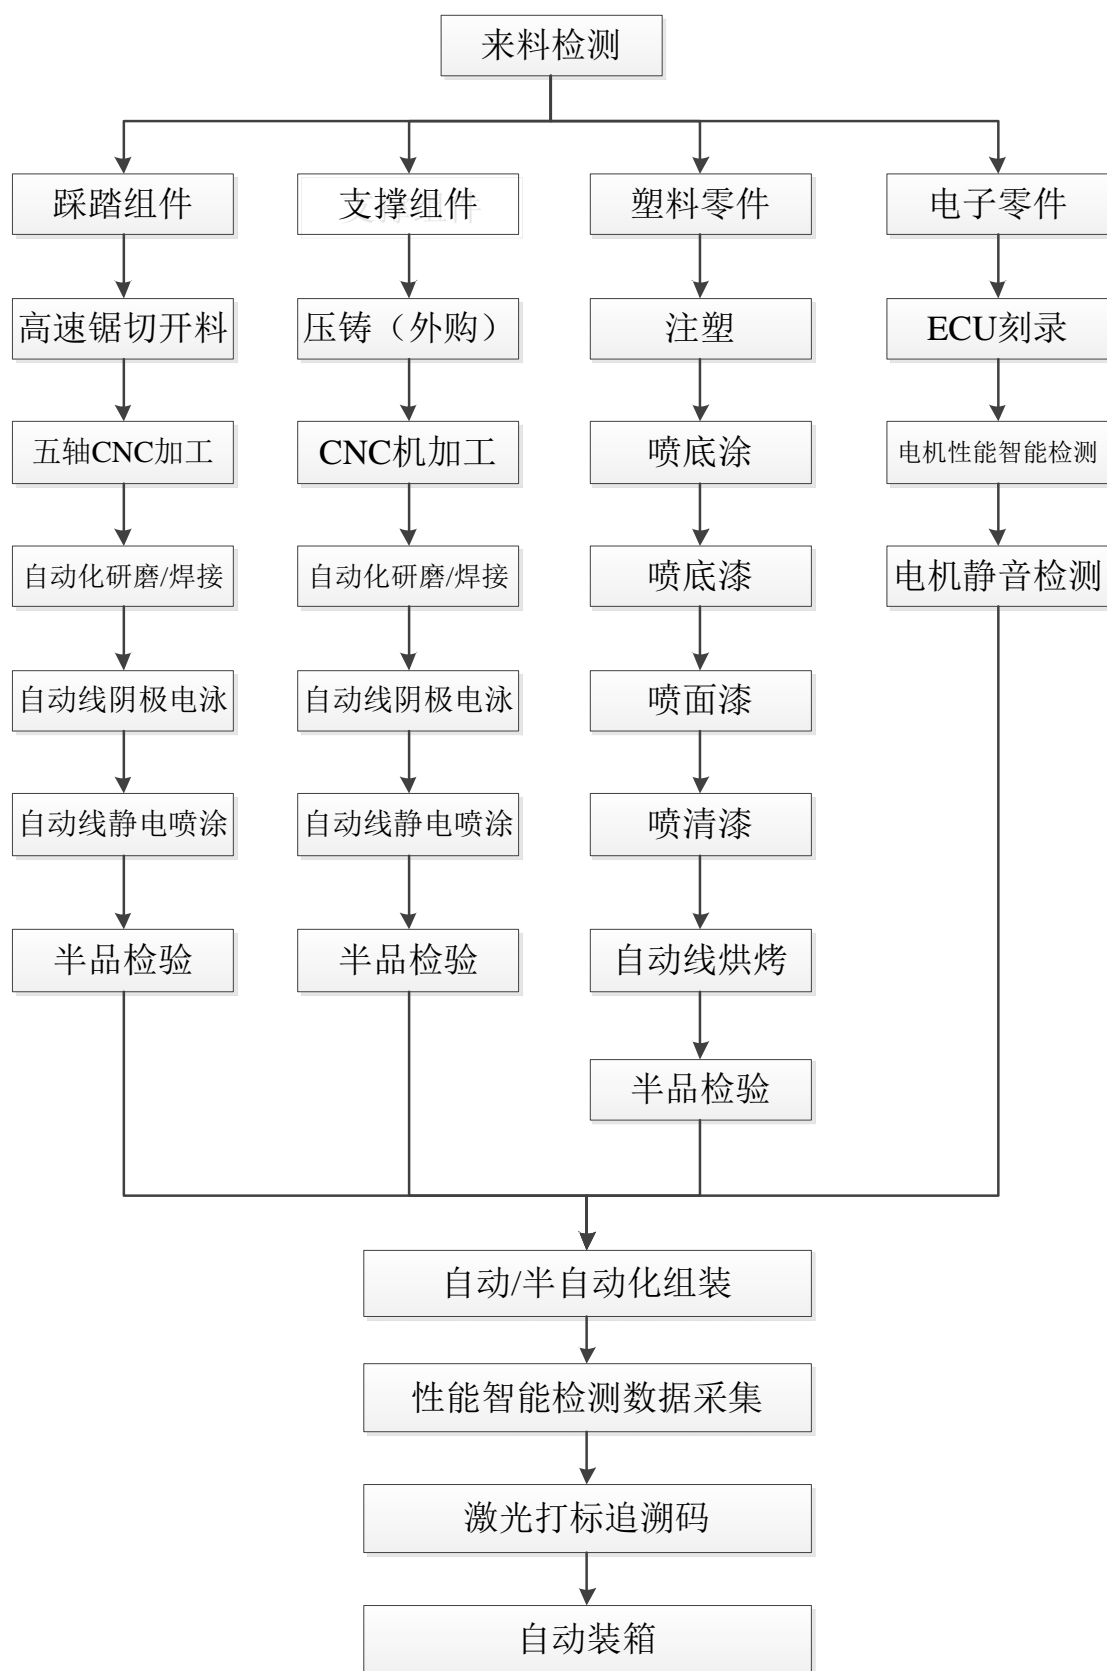 来料检测
踩踏组件
支撑组件
塑料零件
电子零件
高速锯切开料
压铸（外购）
注塑
ECU刻录
五轴CNC加工
CNC机加工
喷底涂
电机性能智能检测
自动化研磨/焊接
自动化研磨/焊接
喷底漆
电机静音检测
自动线阴极电泳
自动线阴极电泳
喷面漆
自动线静电喷涂
自动线静电喷涂
喷清漆
半品检验
半品检验
自动线烘烤
半品检验
自动/半自动化组装
性能智能检测数据采集
激光打标追溯码
自动装箱